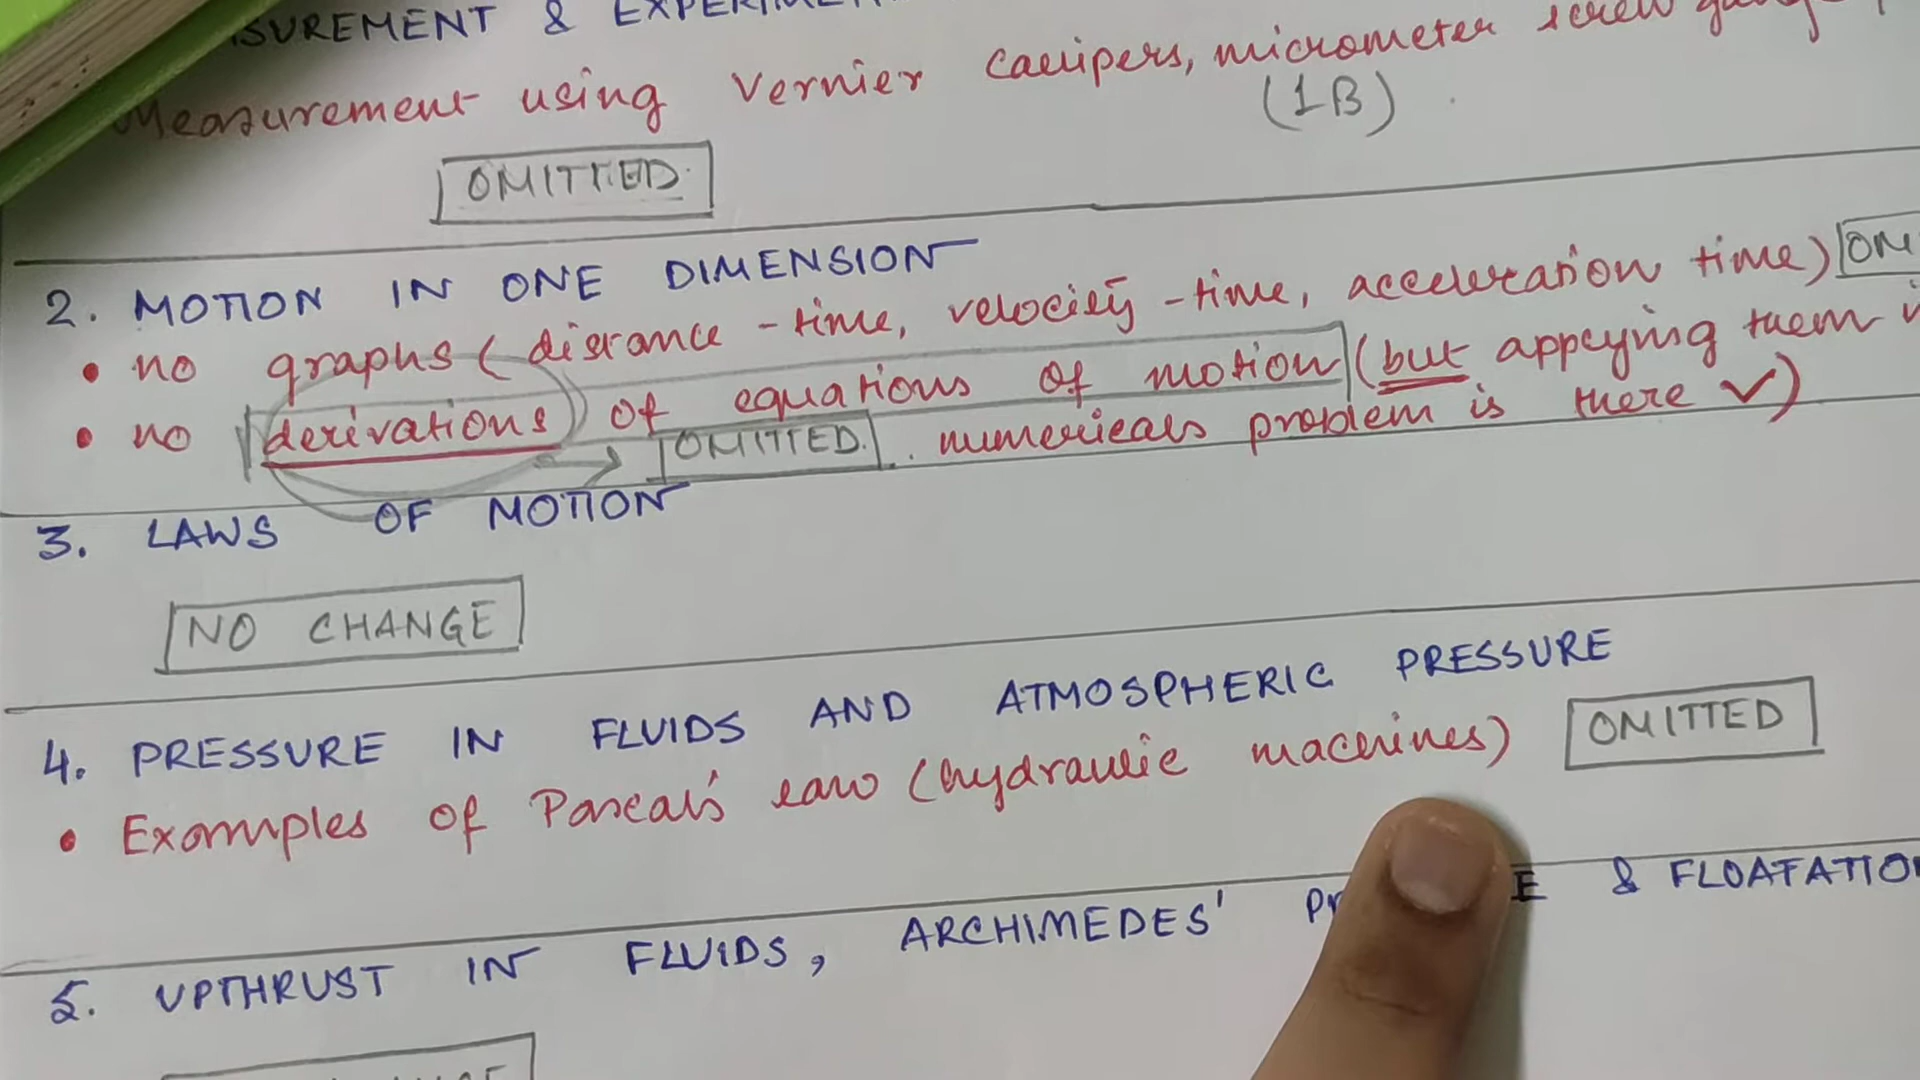 SUREMENT & EXPERIMEN
Measurement using Vernier Callipers, micrometer screw gauge
(1B)
OMITTED
2. MOTION IN ONE DIMENSION
• no graphs (distance - time, velocity - time, acceleration time) OM
• no derivations of equations of motion (but applying them i
OMITTED. numericals problem is there ✓)
3. LAWS OF MOTION
NO CHANGE
4. PRESSURE IN FLUIDS AND ATMOSPHERIC PRESSURE
• Examples of Pascal's law (hydraulic machines) OMITTED
5. UPTHRUST IN FLUIDS, ARCHIMEDES' Pr E & FLOATATIO